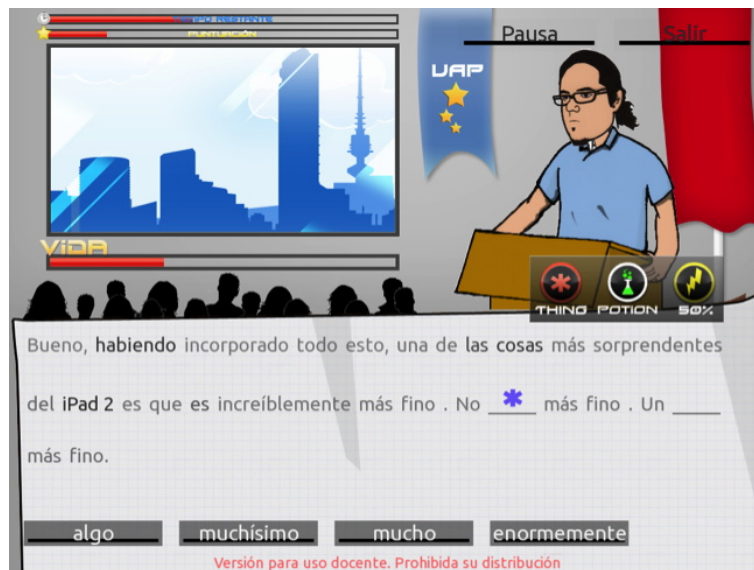 TIEMPO RESTANTE
PUNTUACIÓN
Pausa
Salir
UAP
ViDA
THING
POTION
50%
Bueno, habiendo incorporado todo esto, una de las cosas más sorprendentes
del iPad 2 es que es increíblemente más fino . No ____ más fino . Un ____
más fino.
algo
muchísimo
mucho
enormemente
Versión para uso docente. Prohibida su distribución